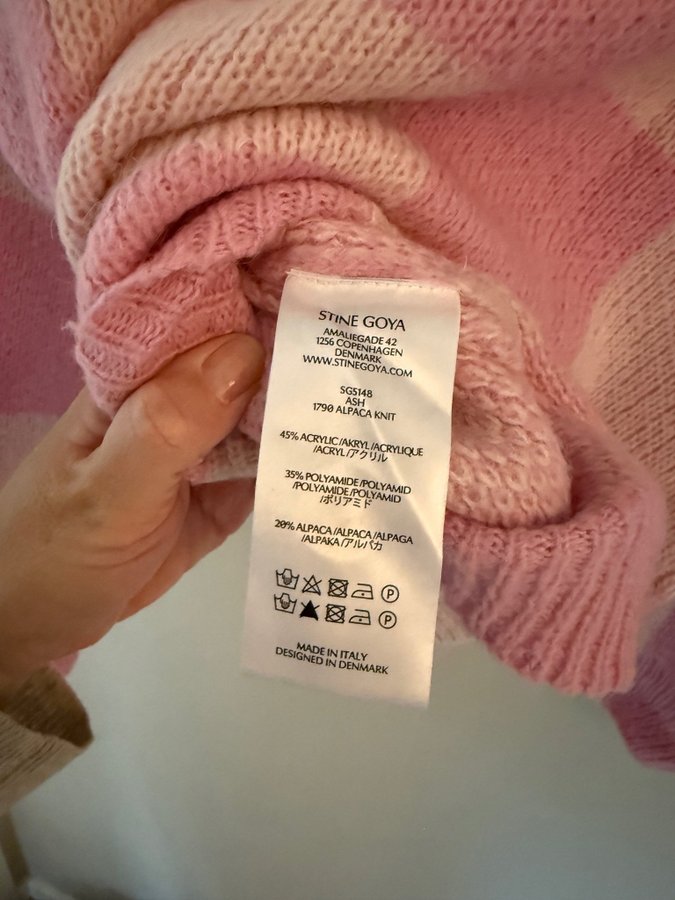 STINE GOYA
AMALIEGADE 42
1256 COPENHAGEN
DENMARK
WWW.STINEGOYA.COM
SG5148
ASH
1790 ALPACA KNIT
45% ACRYLIC/AKRYL/ACRYLIQUE
/ACRYL/アクリル
35% POLYAMIDE/POLYAMID
/POLYAMIDE/POLYAMID
/ポリアミド
20% ALPACA/ALPACA/ALPAGA
/ALPAKA/アルパカ
P
P
MADE IN ITALY
DESIGNED IN DENMARK